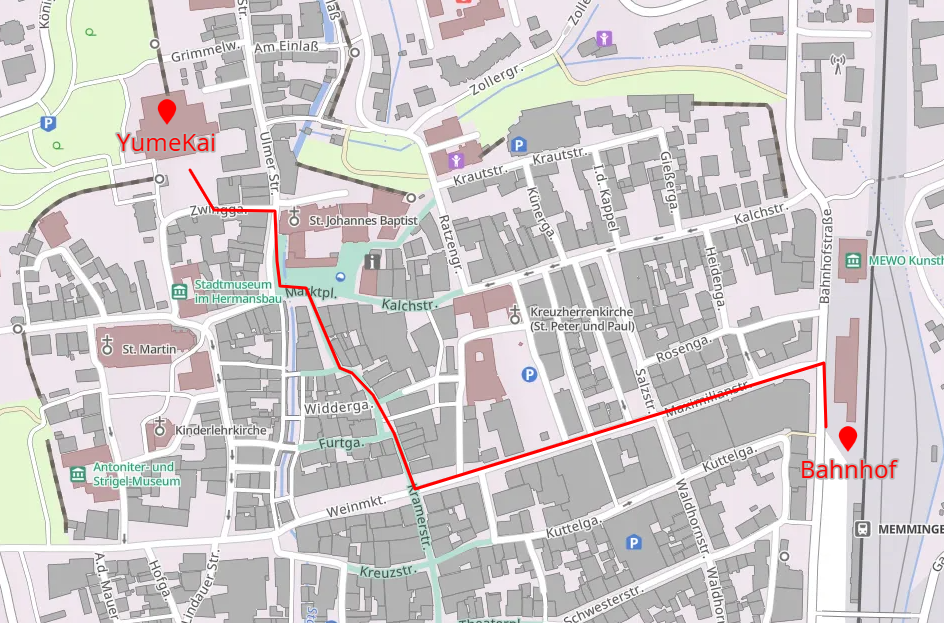 Grimmelw.
Am Einlaß
Zollergr.
YumeKai
Ulmer Str.
Krautstr.
Krautstr.
Zwingga.
St. Johannes Baptist
Ratzengr.
Künerga.
I.d. Kappel
Gießerga.
Kalchstr.
Bahnhofstraße
MEWO Kunsth
Stadtmuseum
im Hermansbau
Marktpl.
Kalchstr.
Heidenga.
Kreuzherrenkirche
(St. Peter und Paul)
St. Martin
Rosenga.
Salzstr.
Maximilianstr.
Widderga.
Kinderlehrkirche
Furtga.
Antoniter- und
Strigel-Museum
Kuttelga.
Bahnhof
Weinmkt.
Kramerstr
Kuttelga.
Waldhornstr.
MEMMINGE
A.d. Mauer
Hofga.
Lindauer Str.
Kreuzstr.
Schwesterstr.
Waldhorn
Theaterpl.